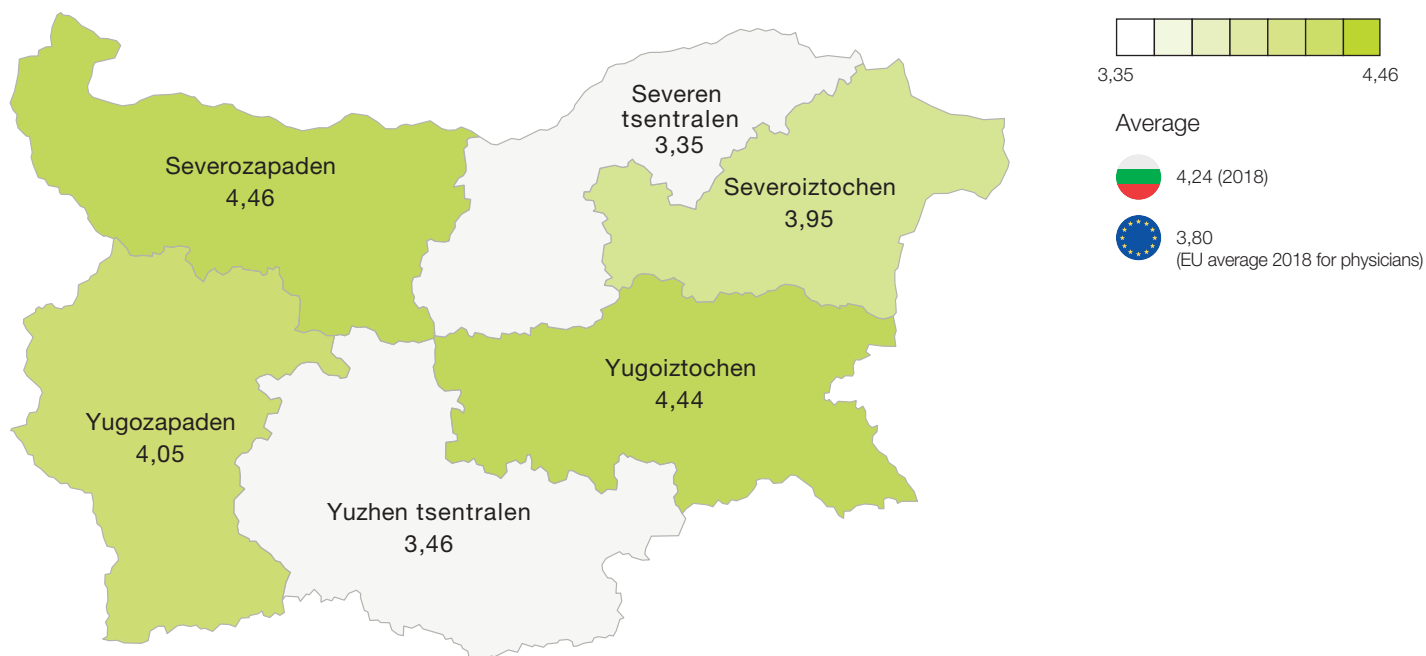 Severozapaden
4,46
Severen
tsentralen
3,35
Severoiztochen
3,95
Yugozapaden
4,05
Yugoiztochen
4,44
Yuzhen tsentralen
3,46
3,35
4,46
Average
4,24 (2018)
3,80
(EU average 2018 for physicians)